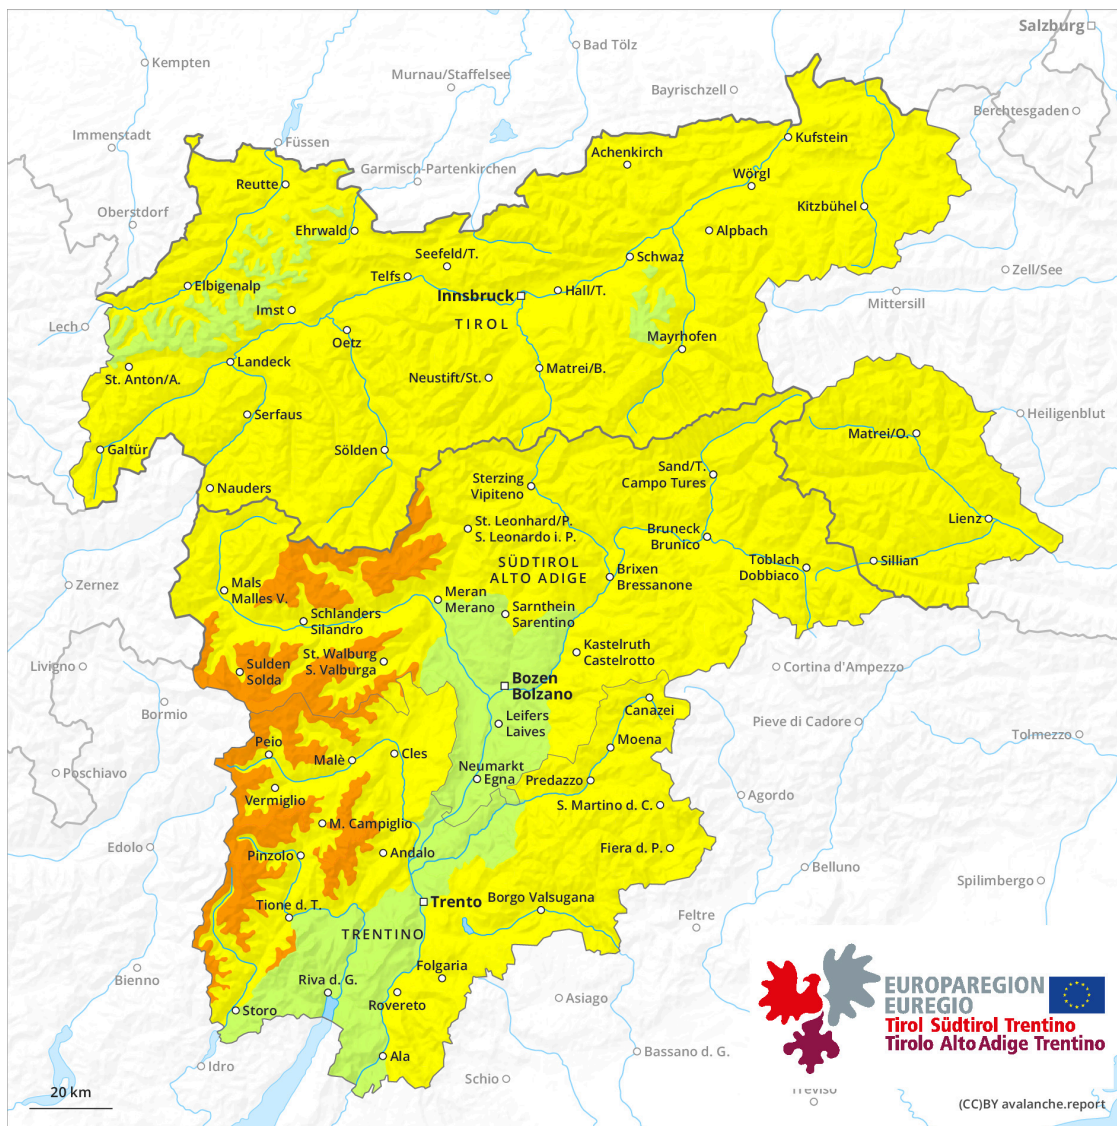 Salzburg
Bad Tölz
Kempten
Murnau/Staffelsee
Bayrischzell
Berchtesgaden
Immenstadt
Füssen
Kufstein
Achenkirch
Garmisch-Partenkirchen
Wörgl
Reutte
Kitzbühel
Oberstdorf
Ehrwald
Alpbach
Seefeld/T.
Schwaz
Telfs
Zell/See
Elbigenalp
Innsbruck
Hall/T.
Mittersill
Imst
TIROL
Lech
Oetz
Mayrhofen
Landeck
Matrei/B.
St. Anton/A.
Neustift/St.
Serfaus
Heiligenblut
Matrei/O.
Galtür
Sölden
Sand/T.
Campo Tures
Sterzing
Vipiteno
Nauders
St. Leonhard/P.
S. Leonardo i. P.
Lienz
Bruneck
Brunico
SÜDTIROL
ALTO ADIGE
Toblach
Dobbiaco
Sillian
Brixen
Bressanone
Zernez
Mals
Malles V.
Meran
Merano
Sarnthein
Sarentino
Schlanders
Silandro
Kastelruth
Castelrotto
St. Walburg
S. Valburga
Livigno
Sulden
Solda
Cortina d'Ampezzo
Bozen
Bolzano
Bormio
Canazei
Leifers
Laives
Pieve di Cadore
Tolmezzo
Peio
Moena
Malè
Cles
Neumarkt
Egna
Poschiavo
Predazzo
Vermiglio
Agordo
S. Martino d. C.
M. Campiglio
Edolo
Pinzolo
Andalo
Fiera d. P.
Belluno
Spilimbergo
Trento
Borgo Valsugana
Tione d. T.
Feltre
TRENTINO
Folgaria
Bienno
Riva d. G.
EUROPAREGION
EUREGIO
Tirol Südtirol Trentino
Tirolo Alto Adige Trentino
Asiago
Rovereto
Storo
Ala
Bassano d. G.
Idro
Schio
Treviso
20 km
(CC)BY avalanche.report